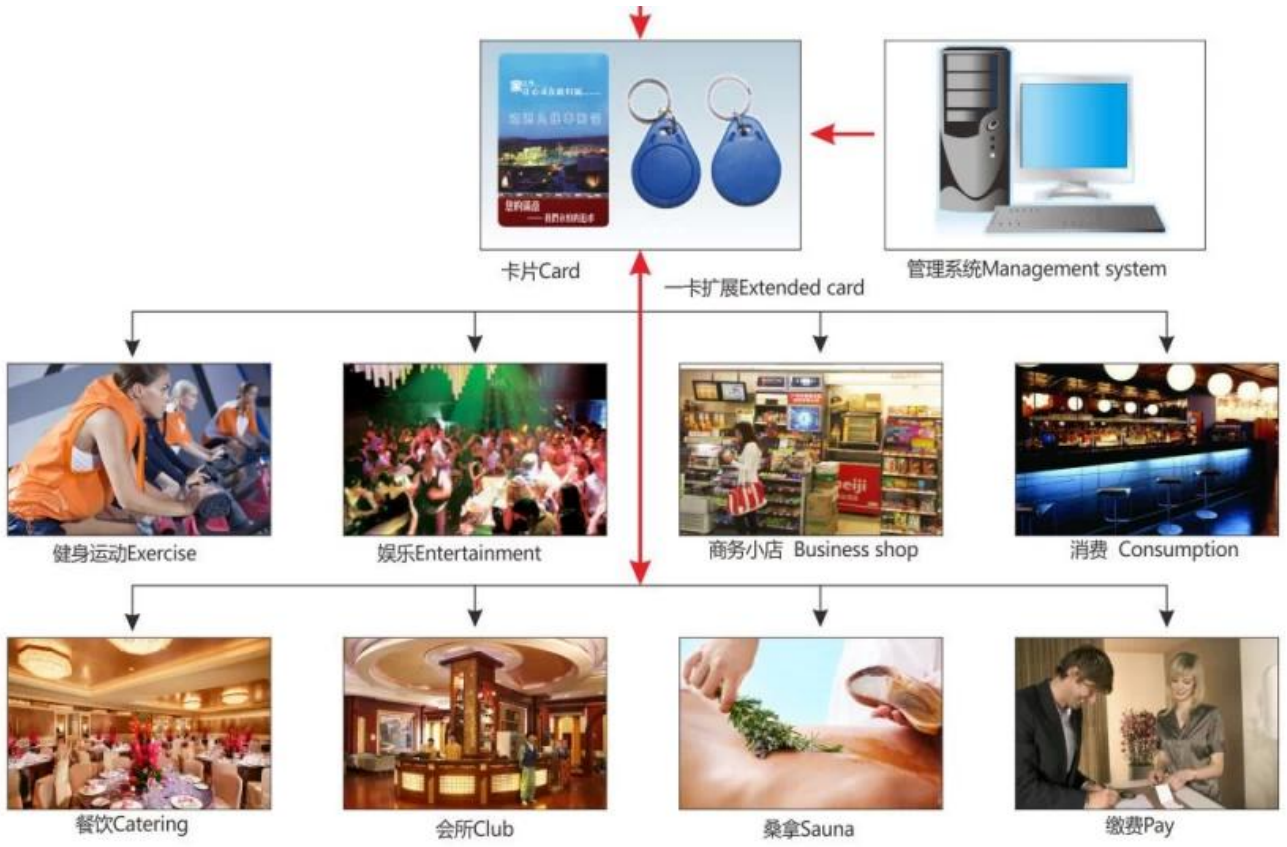 您的满意
卡片Card
管理系统Management system
一卡扩展Extended card
健身运动Exercise
娱乐Entertainment
商务小店 Business shop
消费 Consumption
meiji
餐饮Catering
会所Club
桑拿Sauna
缴费Pay